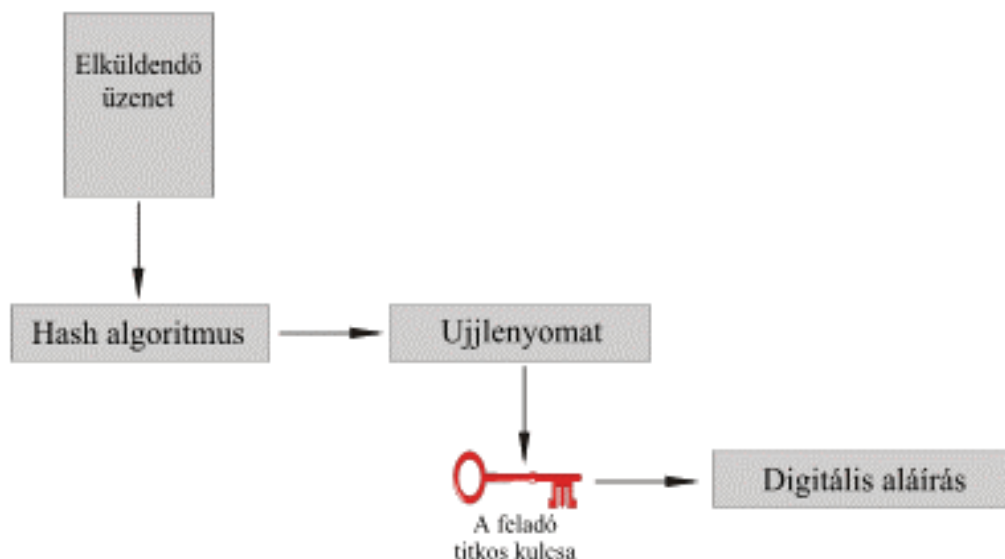 Elküldendő
üzenet
Hash algoritmus
Ujjlenyomat
A feladó
titkos kulcsa
Digitális aláírás